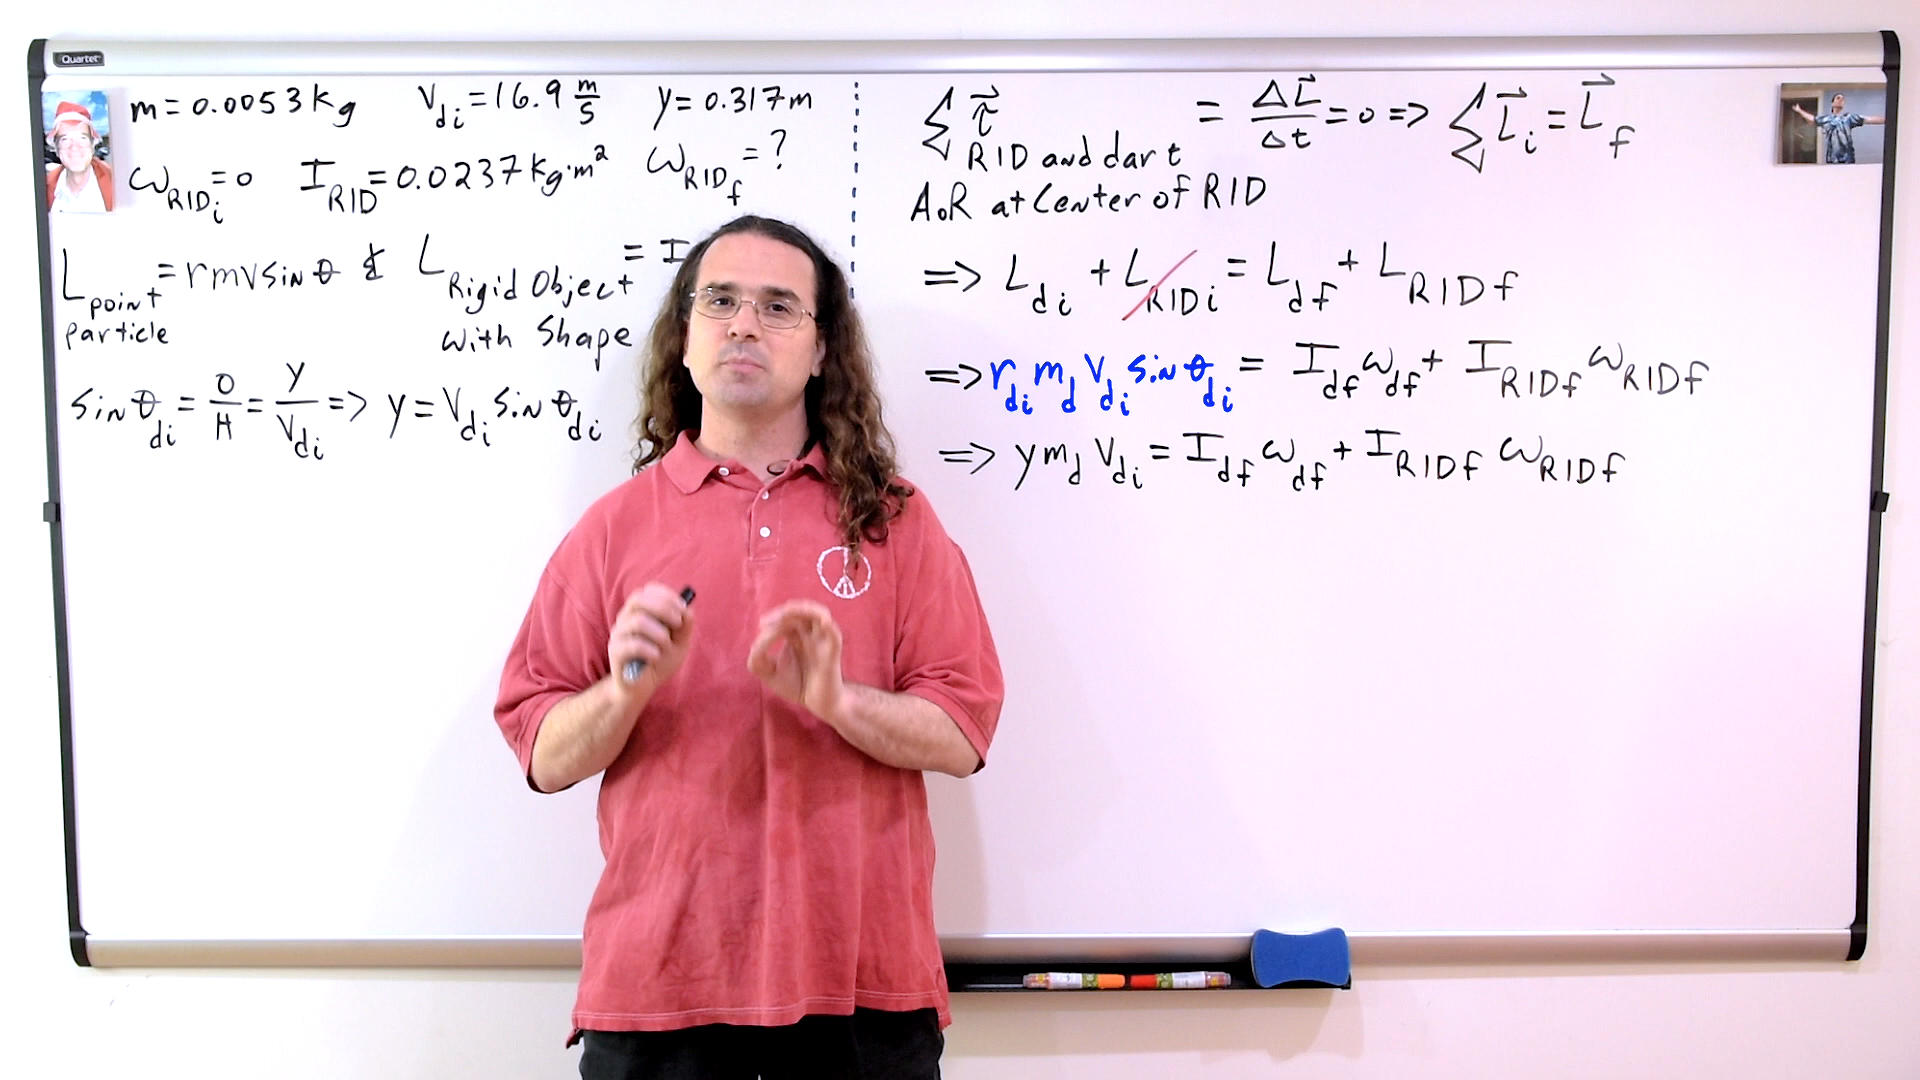 Quartet
m = 0.0053 kg   V_di = 16.9 m/s   y = 0.317 m
ω_RIDi = 0   I_RID = 0.0237 kg·m²   ω_RIDf = ?
L_point particle = rmv sin θ & L_Rigid Object with Shape = I
sin θ_di = O/H = y/V_di => y = V_di sin θ_di
Σ τ⃗_RID and dart = ΔL⃗/Δt = 0 => Σ L⃗_i = L⃗_f
AoR at Center of RID
=> L_di + L_RIDi = L_df + L_RIDf
=> r_di m_d V_di sin θ_di = I_df ω_df + I_RIDf ω_RIDf
=> y m_d V_di = I_df ω_df + I_RIDf ω_RIDf